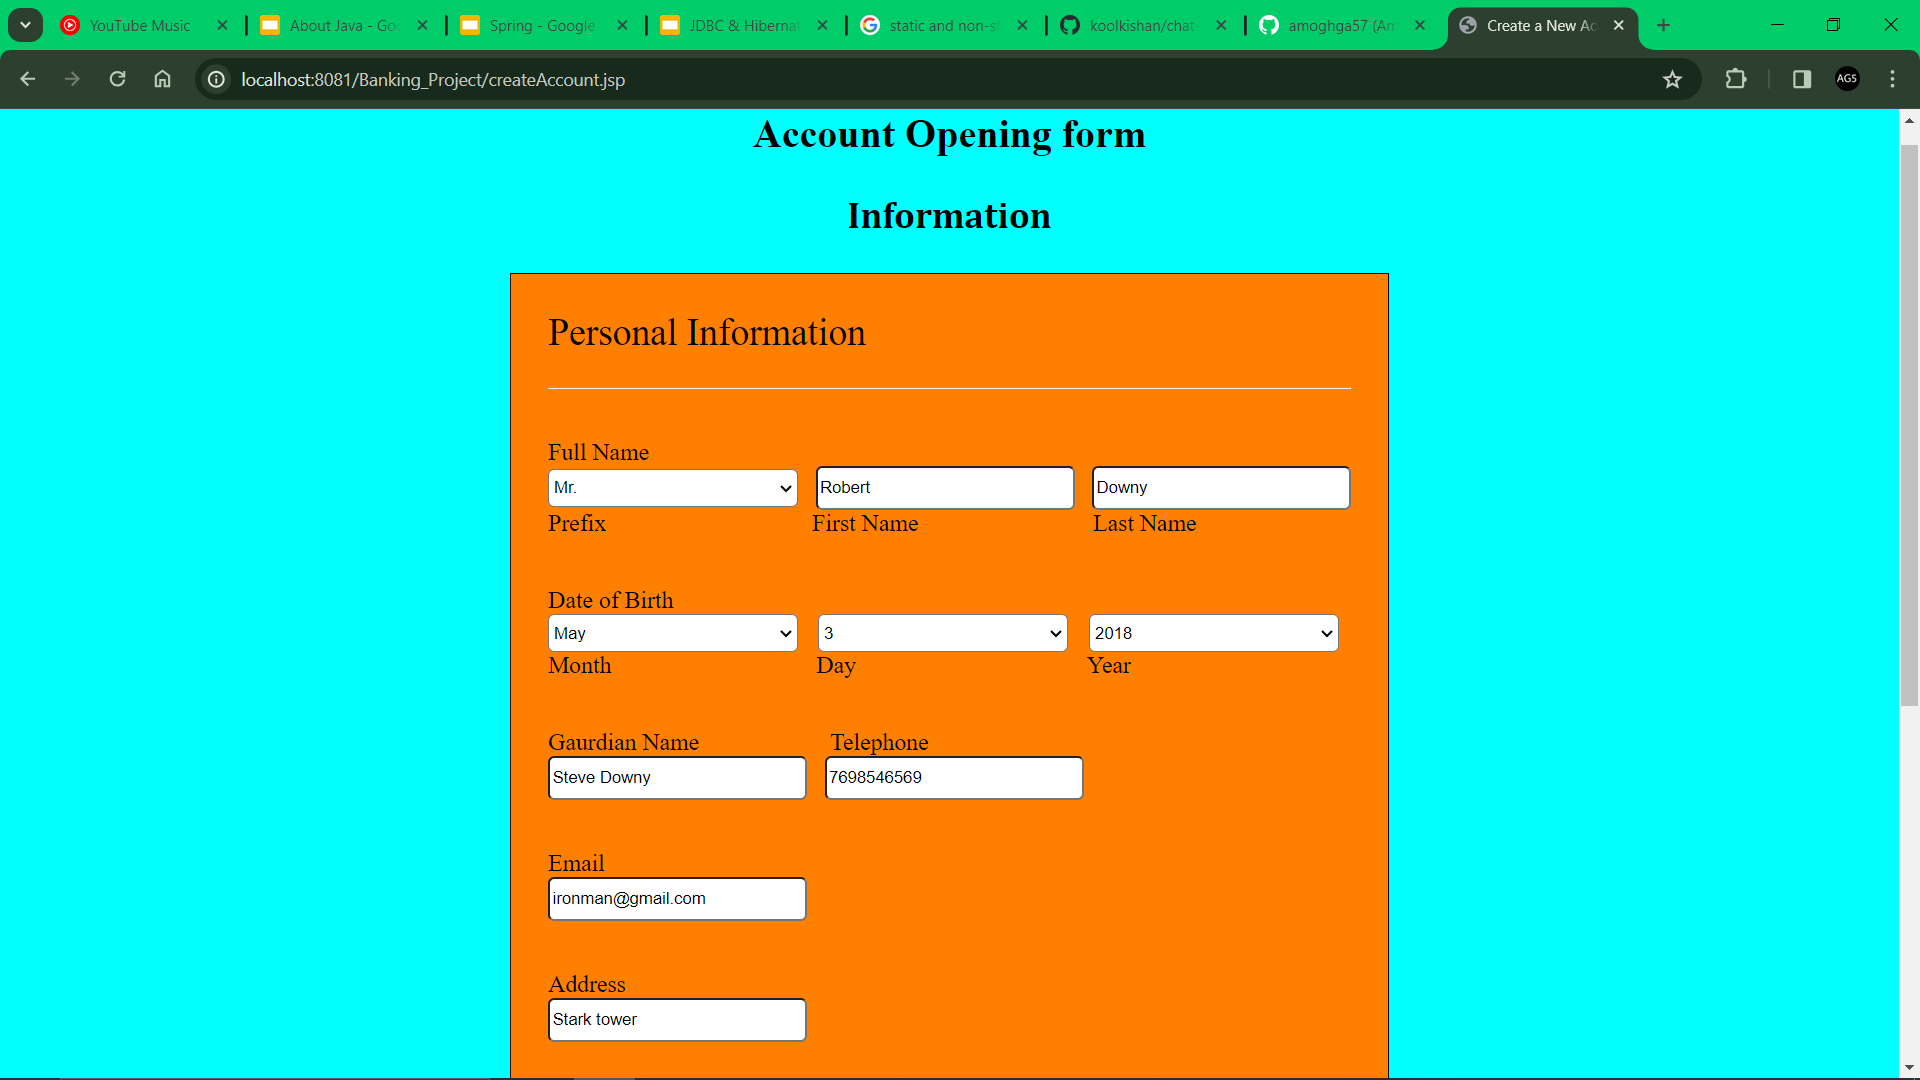 YouTube Music
About Java - Goo
Spring - Google
JDBC & Hibernat
static and non-st
koolkishan/chat-
amoghga57 (Am
Create a New Ac
localhost:8081/Banking_Project/createAccount.jsp
AG5
Account Opening form
Information
Personal Information
Full Name
Mr. Robert Downy
Prefix First Name Last Name
Date of Birth
May 3 2018
Month Day Year
Gaurdian Name Telephone
Steve Downy 7698546569
Email
ironman@gmail.com
Address
Stark tower